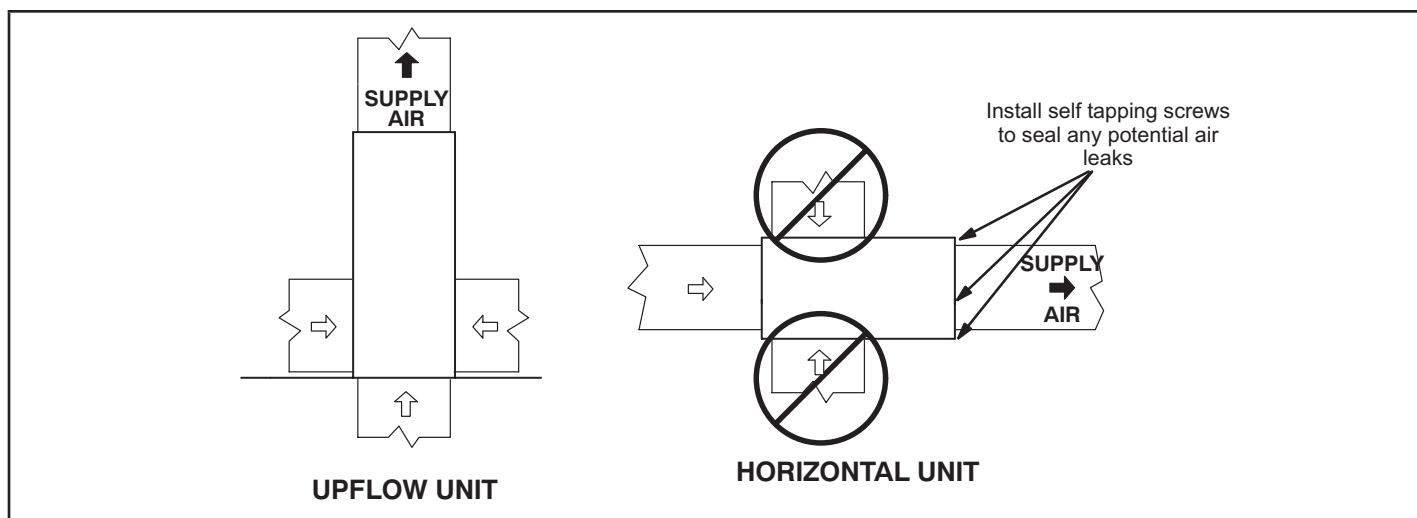 SUPPLY
AIR
UPFLOW UNIT
Install self tapping screws
to seal any potential air
leaks
SUPPLY
AIR
HORIZONTAL UNIT